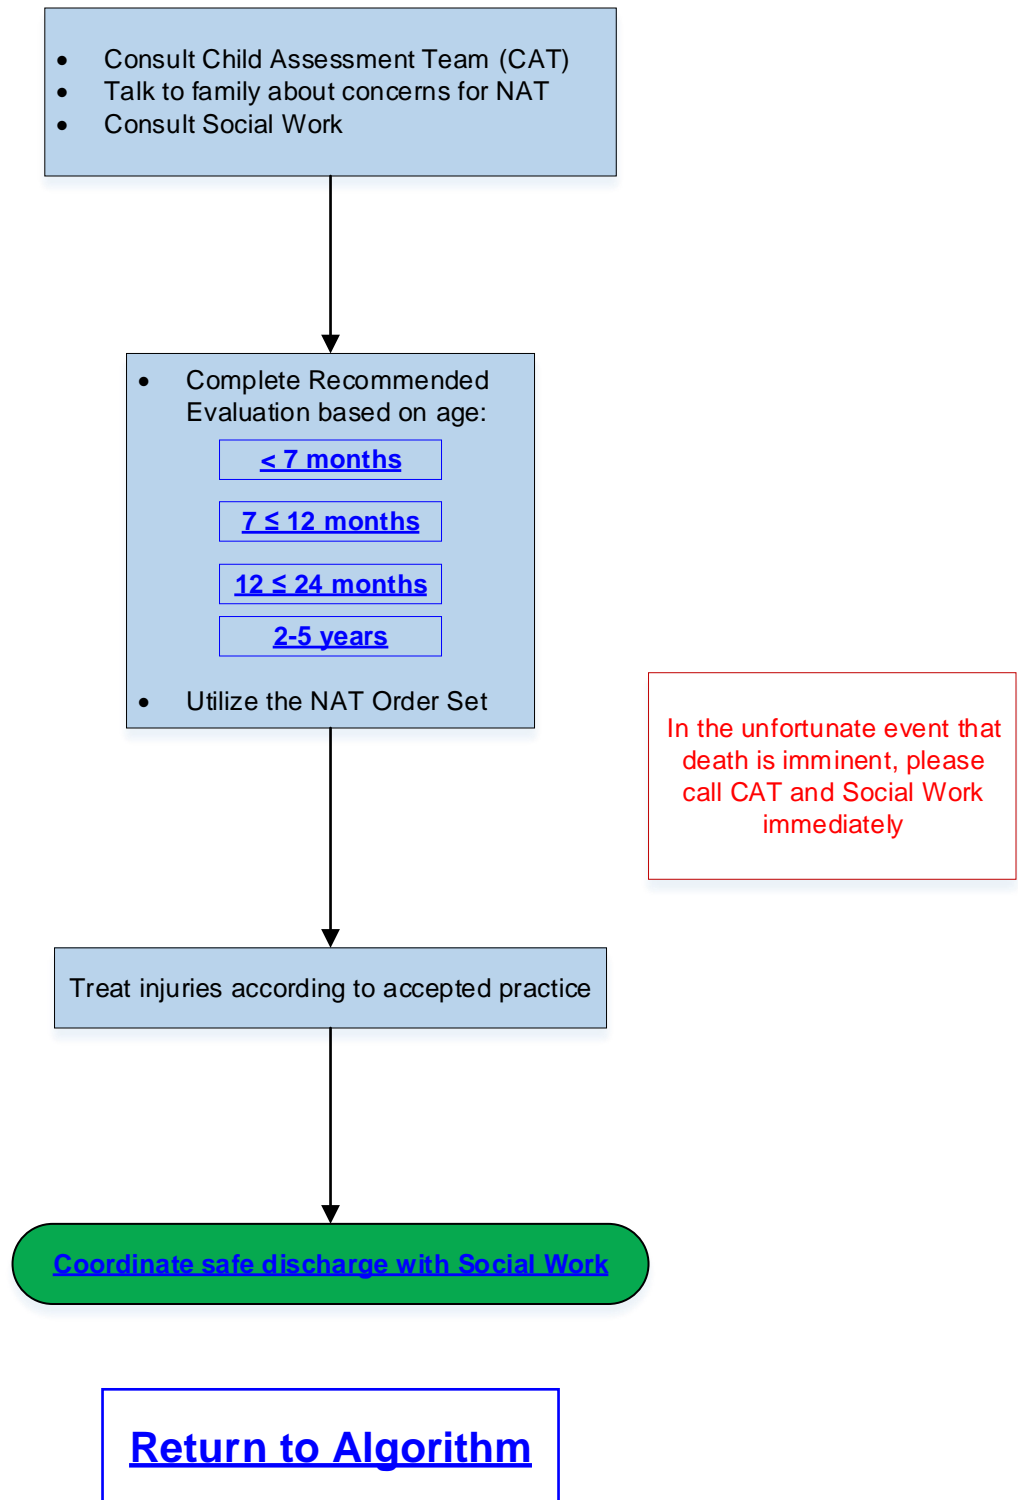 • Consult Child Assessment Team (CAT)
• Talk to family about concerns for NAT
• Consult Social Work
• Complete Recommended
Evaluation based on age:
< 7 months
7 ≤ 12 months
12 ≤ 24 months
2-5 years
• Utilize the NAT Order Set
In the unfortunate event that
death is imminent, please
call CAT and Social Work
immediately
Treat injuries according to accepted practice
Coordinate safe discharge with Social Work
Return to Algorithm